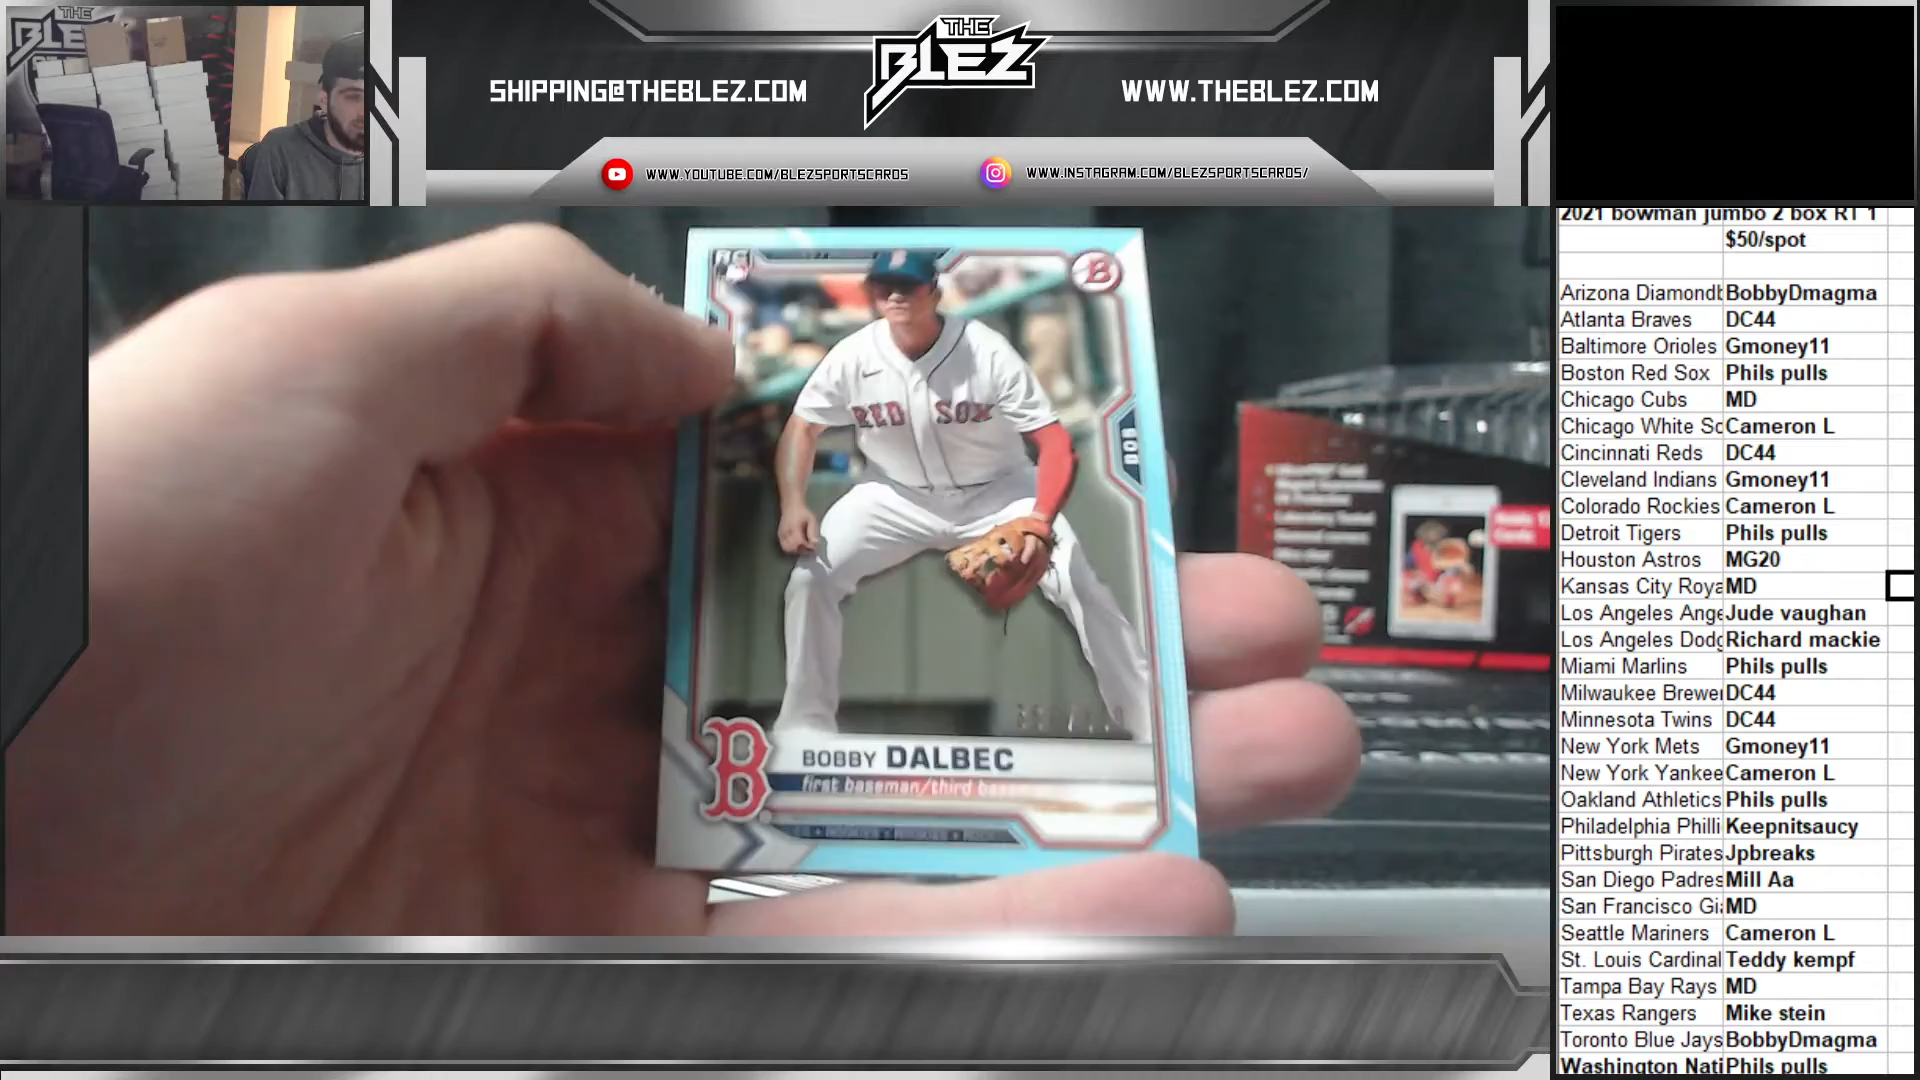 THE
BLEZ
THE
BLEZ
SHIPPING@THEBLEZ.COM
WWW.THEBLEZ.COM
WWW.YOUTUBE.COM/BLEZSPORTSCARDS
WWW.INSTAGRAM.COM/BLEZSPORTSCARDS/
RC
B
B
RED SOX
BOB
B
BOBBY DALBEC
first baseman/third
2021 bowman jumbo 2 box RT 1
$50/spot
Arizona Diamondb BobbyDmagma
Atlanta Braves DC44
Baltimore Orioles Gmoney11
Boston Red Sox Phils pulls
Chicago Cubs MD
Chicago White So Cameron L
Cincinnati Reds DC44
Cleveland Indians Gmoney11
Colorado Rockies Cameron L
Detroit Tigers Phils pulls
Houston Astros MG20
Kansas City Roya MD
Los Angeles Ange Jude vaughan
Los Angeles Dodg Richard mackie
Miami Marlins Phils pulls
Milwaukee Brewer DC44
Minnesota Twins DC44
New York Mets Gmoney11
New York Yankee Cameron L
Oakland Athletics Phils pulls
Philadelphia Philli Keepnitsaucy
Pittsburgh Pirates Jpbreaks
San Diego Padres Mill Aa
San Francisco Gi MD
Seattle Mariners Cameron L
St. Louis Cardinal Teddy kempf
Tampa Bay Rays MD
Texas Rangers Mike stein
Toronto Blue Jays BobbyDmagma
Washington Nati Phils pulls